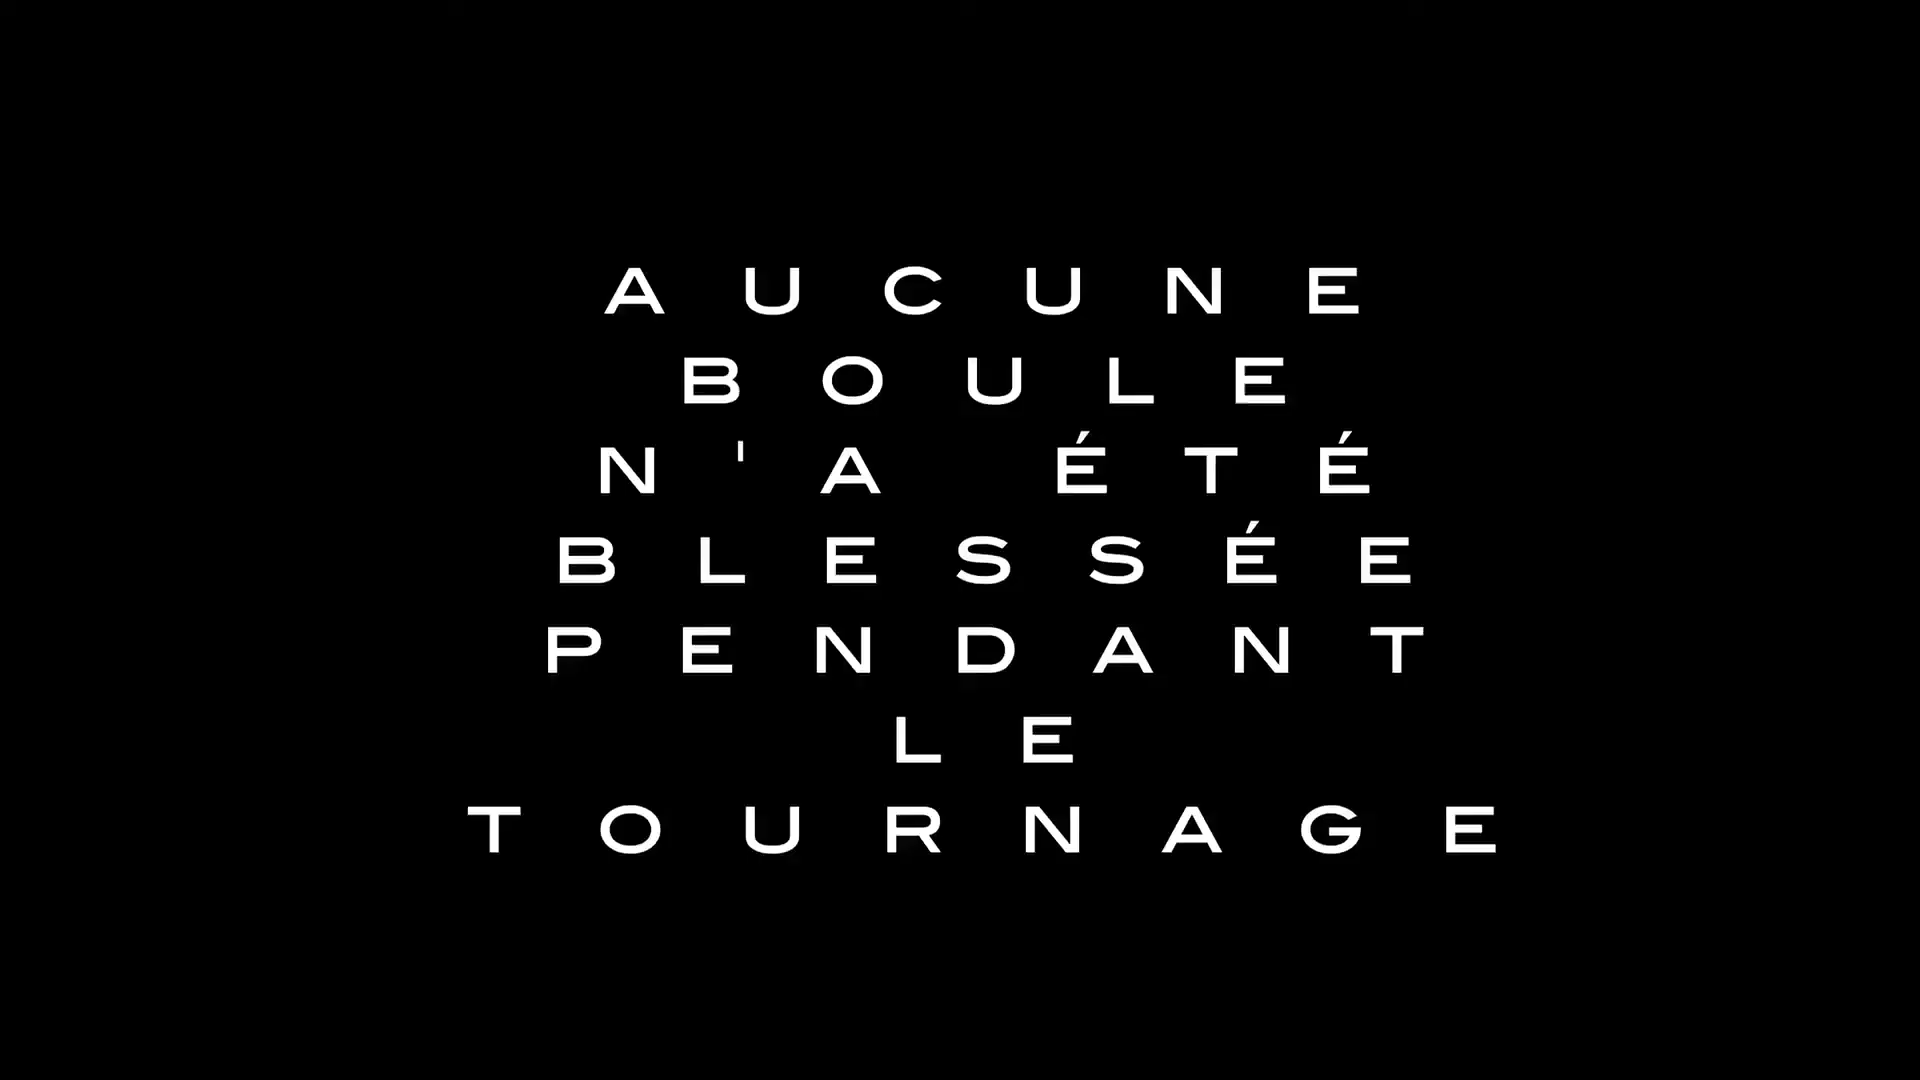 AUCUNE
BOULE
N'A ÉTÉ
BLESSÉE
PENDANT
LE
TOURNAGE